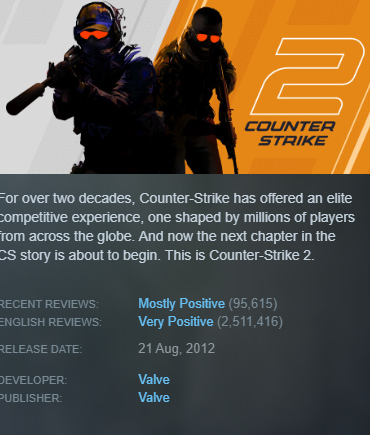 2
COUNTER
STRIKE
For over two decades, Counter-Strike has offered an elite
competitive experience, one shaped by millions of players
from across the globe. And now the next chapter in the
CS story is about to begin. This is Counter-Strike 2.
RECENT REVIEWS: Mostly Positive (95,615)
ENGLISH REVIEWS: Very Positive (2,511,416)
RELEASE DATE: 21 Aug, 2012
DEVELOPER: Valve
PUBLISHER: Valve